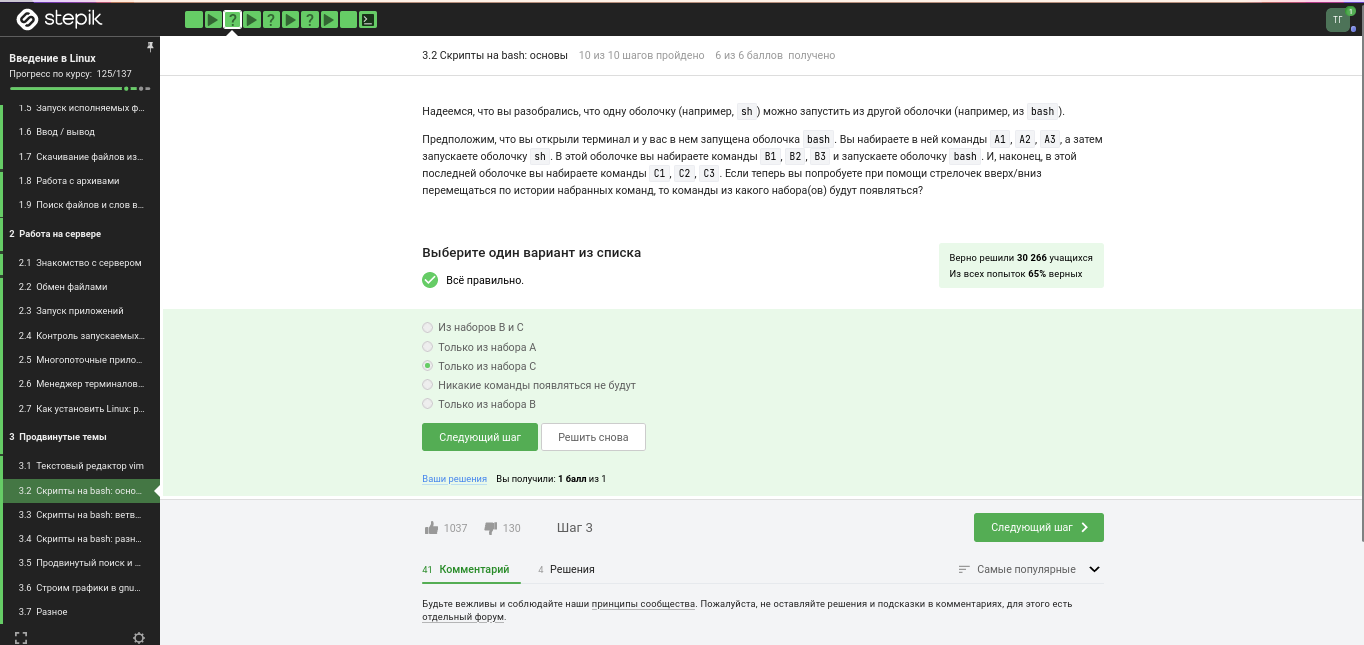 stepik
ТГ
1
Введение в Linux
Прогресс по курсу: 125/137
1.5 Запуск исполняемых ф...
1.6 Ввод / вывод
1.7 Скачивание файлов из...
1.8 Работа с архивами
1.9 Поиск файлов и слов в...
2 Работа на сервере
2.1 Знакомство с сервером
2.2 Обмен файлами
2.3 Запуск приложений
2.4 Контроль запускаемых...
2.5 Многопоточные прило...
2.6 Менеджер терминалов...
2.7 Как установить Linux: р...
3 Продвинутые темы
3.1 Текстовый редактор vim
3.2 Скрипты на bash: осно...
3.3 Скрипты на bash: ветв...
3.4 Скрипты на bash: разн...
3.5 Продвинутый поиск и ...
3.6 Строим графики в gnu...
3.7 Разное
3.2 Скрипты на bash: основы 10 из 10 шагов пройдено 6 из 6 баллов получено
Надеемся, что вы разобрались, что одну оболочку (например, sh ) можно запустить из другой оболочки (например, из bash ).
Предположим, что вы открыли терминал и у вас в нем запущена оболочка bash . Вы набираете в ней команды A1 , A2 , A3 , а затем
запускаете оболочку sh . В этой оболочке вы набираете команды B1 , B2 , B3 и запускаете оболочку bash . И, наконец, в этой
последней оболочке вы набираете команды C1 , C2 , C3 . Если теперь вы попробуете при помощи стрелочек вверх/вниз
перемещаться по истории набранных команд, то команды из какого набора(ов) будут появляться?
Выберите один вариант из списка
Всё правильно.
Верно решили 30 266 учащихся
Из всех попыток 65% верных
Из наборов B и C
Только из набора A
Только из набора C
Никакие команды появляться не будут
Только из набора B
Следующий шаг Решить снова
Ваши решения Вы получили: 1 балл из 1
1037 130 Шаг 3 Следующий шаг
41 Комментарий 4 Решения Самые популярные
Будьте вежливы и соблюдайте наши принципы сообщества. Пожалуйста, не оставляйте решения и подсказки в комментариях, для этого есть
отдельный форум.